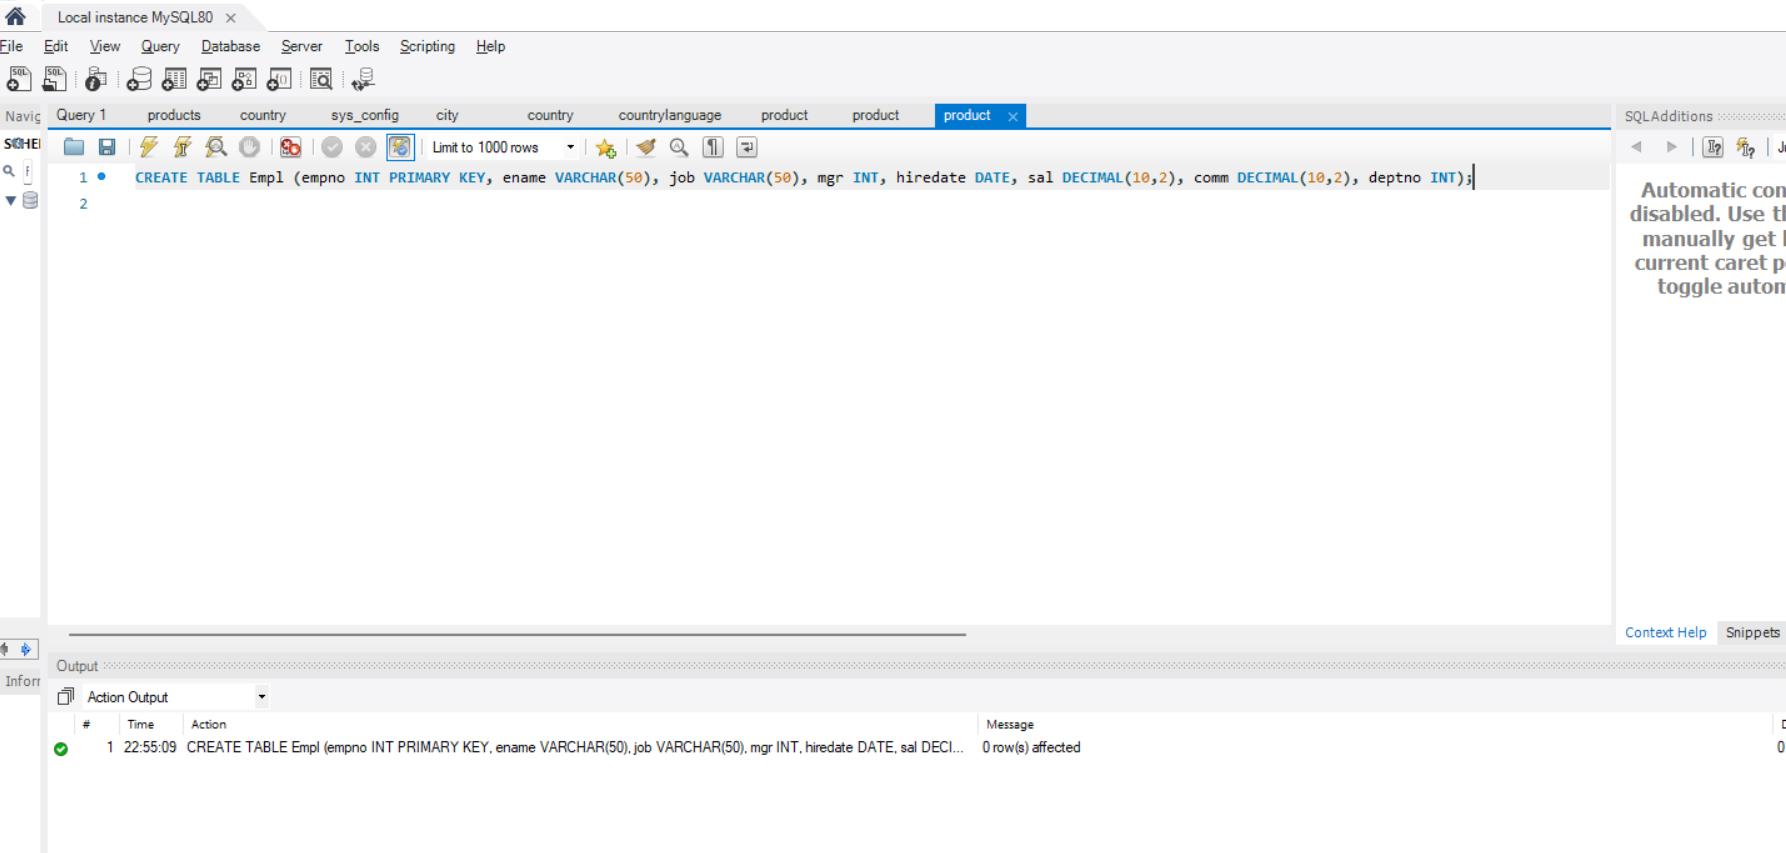 Local instance MySQL80
File Edit View Query Database Server Tools Scripting Help
Navig Query 1 products country sys_config city country countrylanguage product product product SQLAdditions
SCHE Limit to 1000 rows
1 CREATE TABLE Empl (empno INT PRIMARY KEY, ename VARCHAR(50), job VARCHAR(50), mgr INT, hiredate DATE, sal DECIMAL(10,2), comm DECIMAL(10,2), deptno INT);
2
Automatic con
disabled. Use th
manually get
current caret p
toggle autom
Context Help Snippets
Output
Inforr
Action Output
# Time Action Message
1 22:55:09 CREATE TABLE Empl (empno INT PRIMARY KEY, ename VARCHAR(50), job VARCHAR(50), mgr INT, hiredate DATE, sal DECI... 0 row(s) affected 0